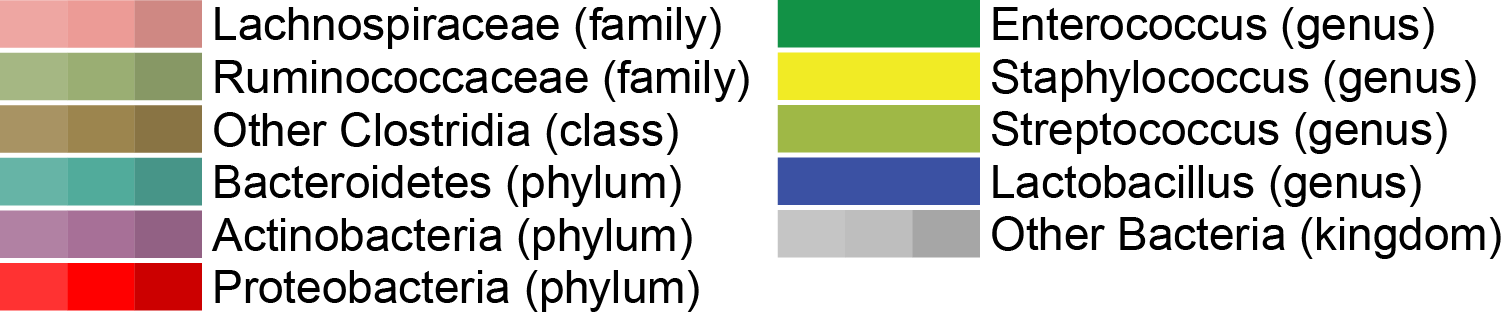 Lachnospiraceae (family)
Ruminococcaceae (family)
Other Clostridia (class)
Bacteroidetes (phylum)
Actinobacteria (phylum)
Proteobacteria (phylum)
Enterococcus (genus)
Staphylococcus (genus)
Streptococcus (genus)
Lactobacillus (genus)
Other Bacteria (kingdom)